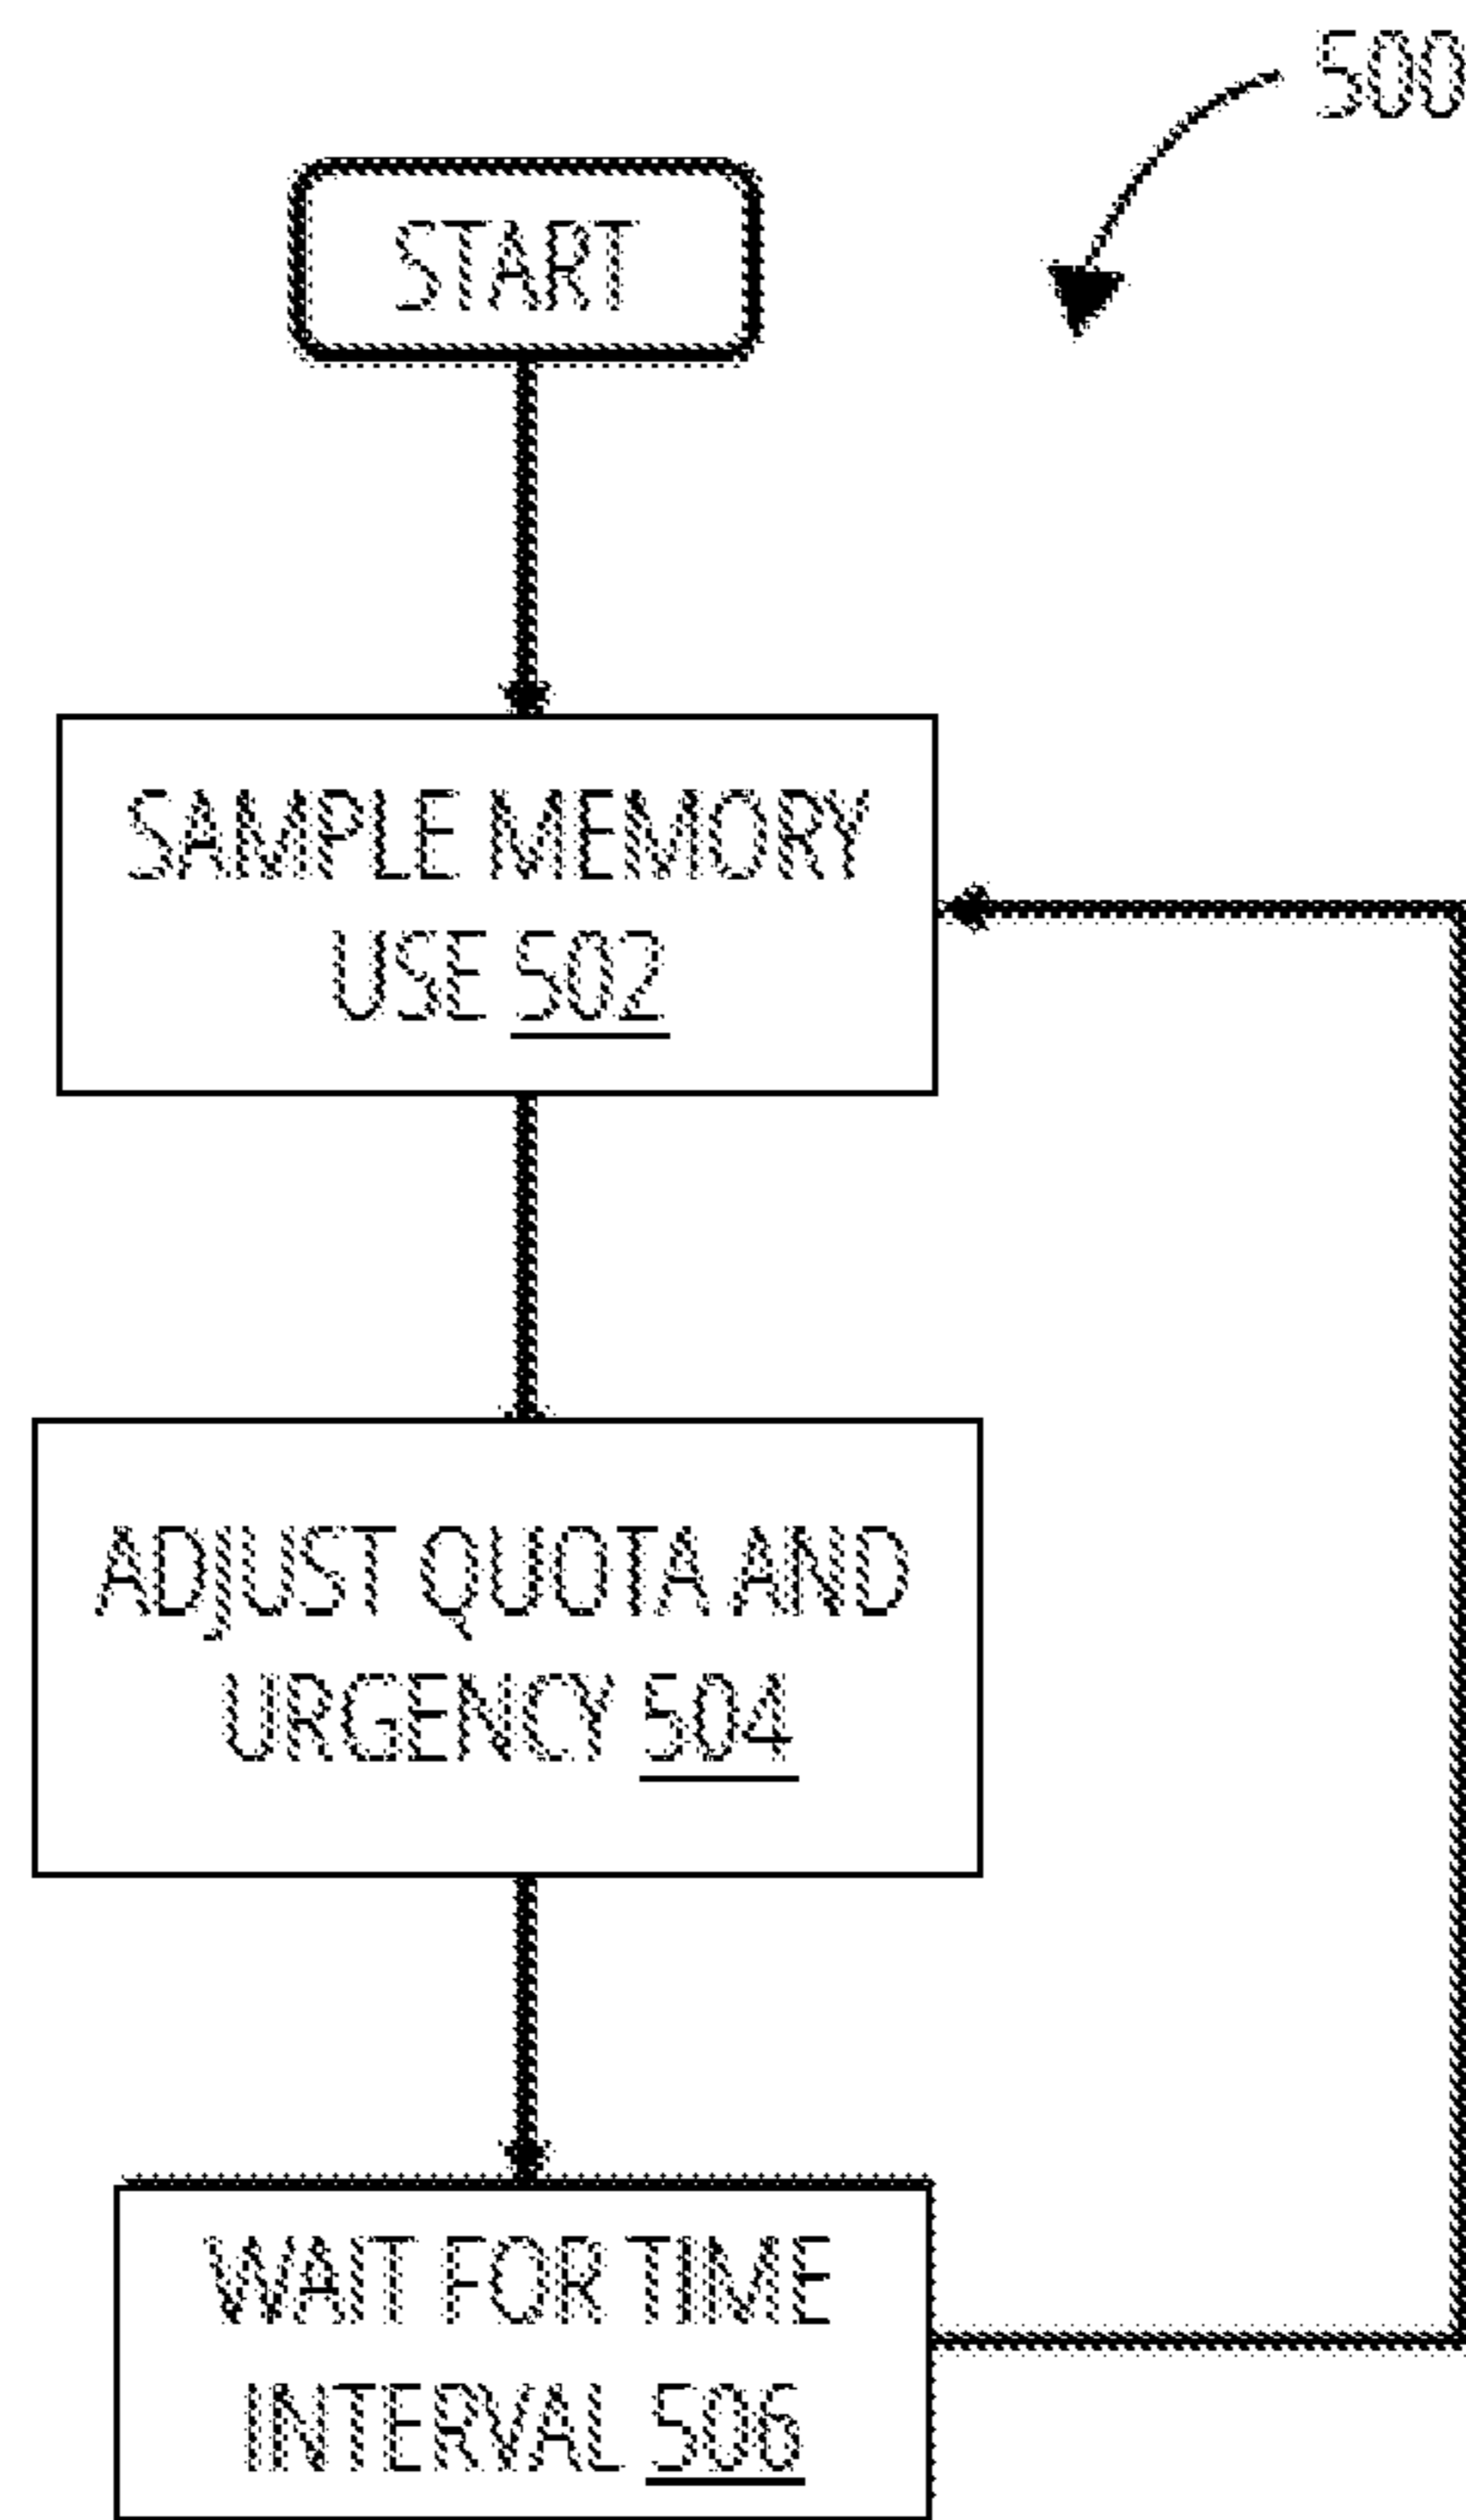 500
START
SAMPLE MEMORY
USE 502
ADJUST QUOTA AND
URGENCY 504
WAIT FOR TIME
INTERVAL 506